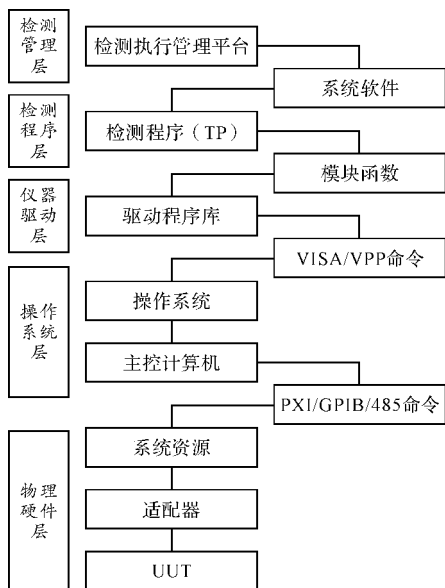 检测
管理
层
检测执行管理平台
系统软件
检测
程序
层
检测程序（TP）
模块函数
仪器
驱动
层
驱动程序库
VISA/VPP命令
操作
系统
层
操作系统
主控计算机
PXI/GPIB/485命令
物理
硬件
层
系统资源
适配器
UUT